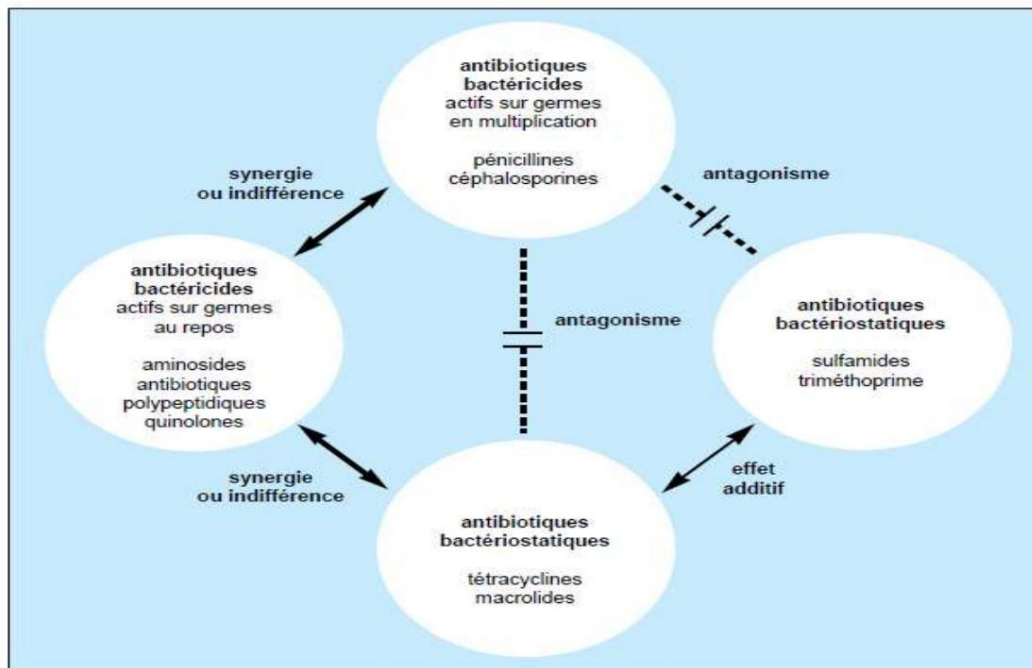 antibiotiques
bactéricides
actifs sur germes
en multiplication
pénicillines
céphalosporines
synergie
ou indifférence
antagonisme
antibiotiques
bactéricides
actifs sur germes
au repos
aminosides
antibiotiques
polypeptidiques
quinolones
antagonisme
antibiotiques
bactériostatiques
sulfamides
triméthoprime
synergie
ou indifférence
effet
additif
antibiotiques
bactériostatiques
tétracyclines
macrolides